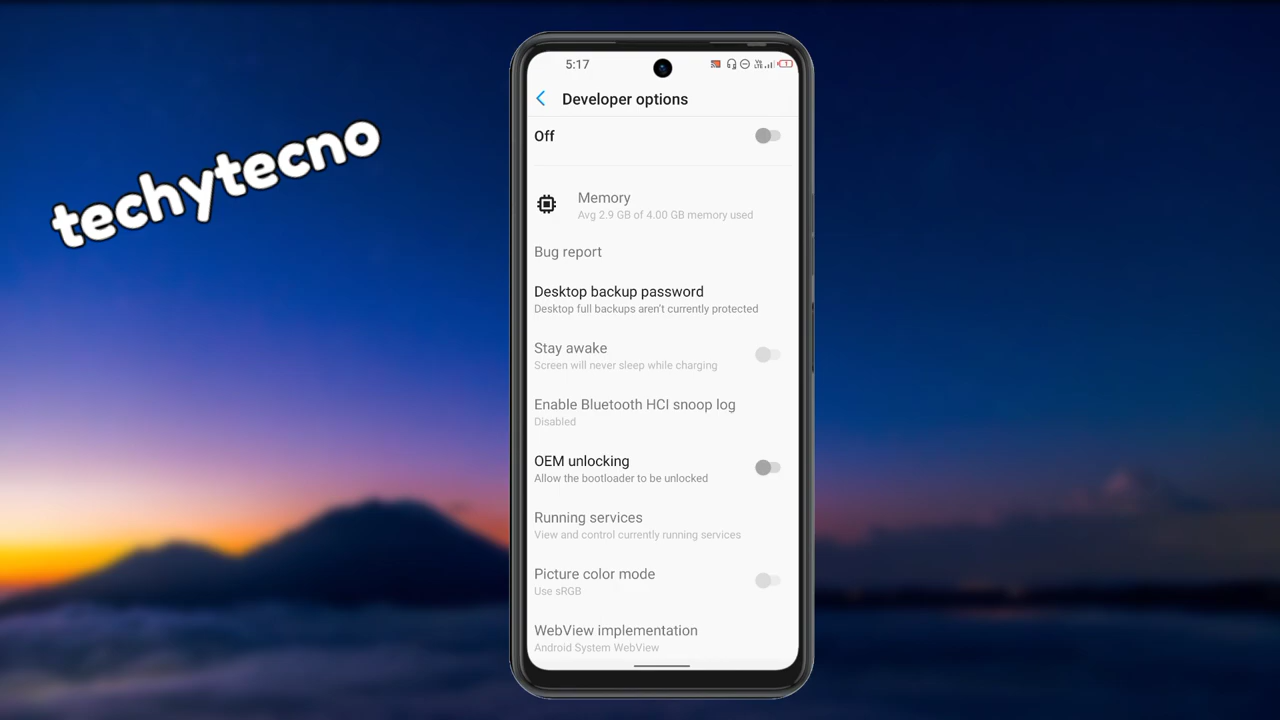 techytecno
5:17
Developer options
Off
Memory
Avg 2.9 GB of 4.00 GB memory used
Bug report
Desktop backup password
Desktop full backups aren't currently protected
Stay awake
Screen will never sleep while charging
Enable Bluetooth HCI snoop log
Disabled
OEM unlocking
Allow the bootloader to be unlocked
Running services
View and control currently running services
Picture color mode
Use sRGB
WebView implementation
Android System WebView